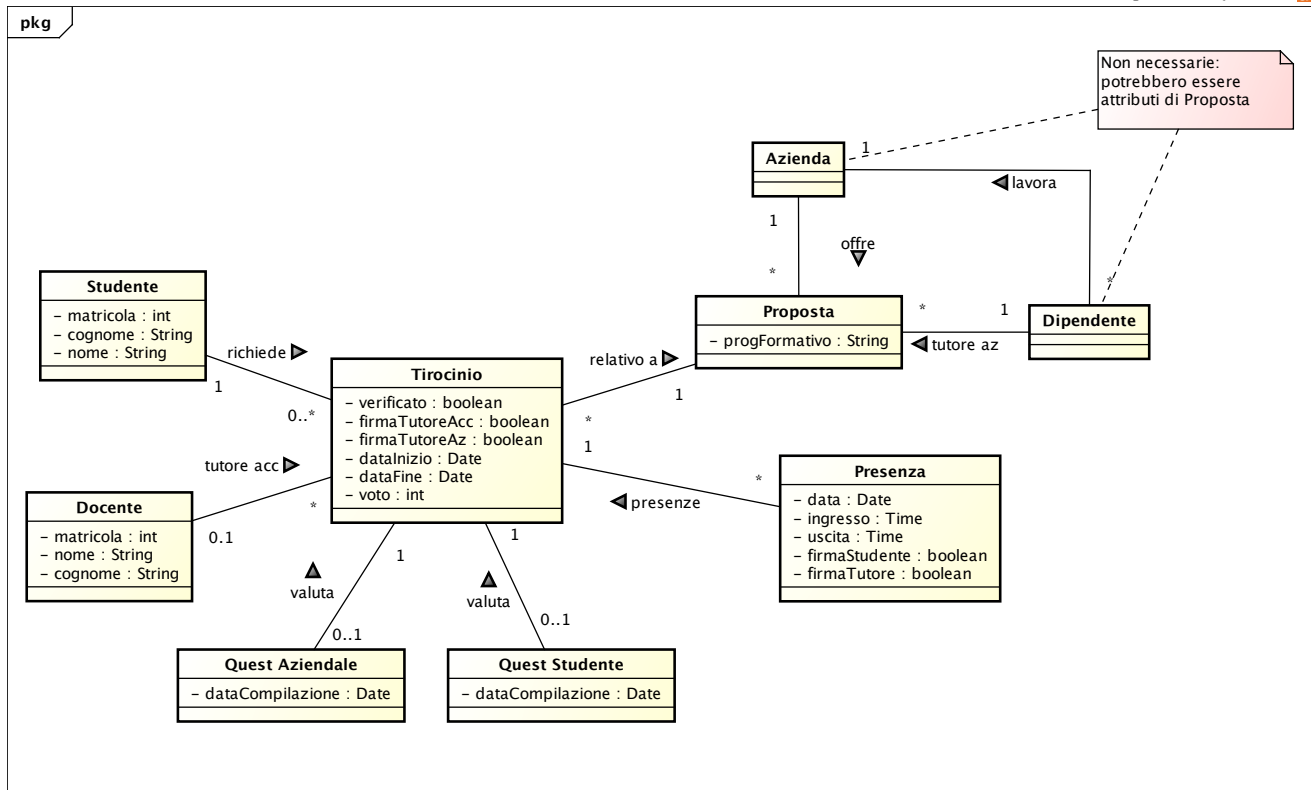 pkg
Non necessarie:
potrebbero essere
attributi di Proposta
Azienda
1
lavora
1
offre
*
*
Studente
– matricola : int
– cognome : String
– nome : String
Proposta
– progFormativo : String
*
1
Dipendente
tutore az
richiede
1
0..*
relativo a
1
*
Tirocinio
– verificato : boolean
– firmaTutoreAcc : boolean
– firmaTutoreAz : boolean
– dataInizio : Date
– dataFine : Date
– voto : int
1
*
presenze
Presenza
– data : Date
– ingresso : Time
– uscita : Time
– firmaStudente : boolean
– firmaTutore : boolean
tutore acc
*
0..1
Docente
– matricola : int
– nome : String
– cognome : String
1
valuta
0..1
1
valuta
0..1
Quest Aziendale
– dataCompilazione : Date
Quest Studente
– dataCompilazione : Date